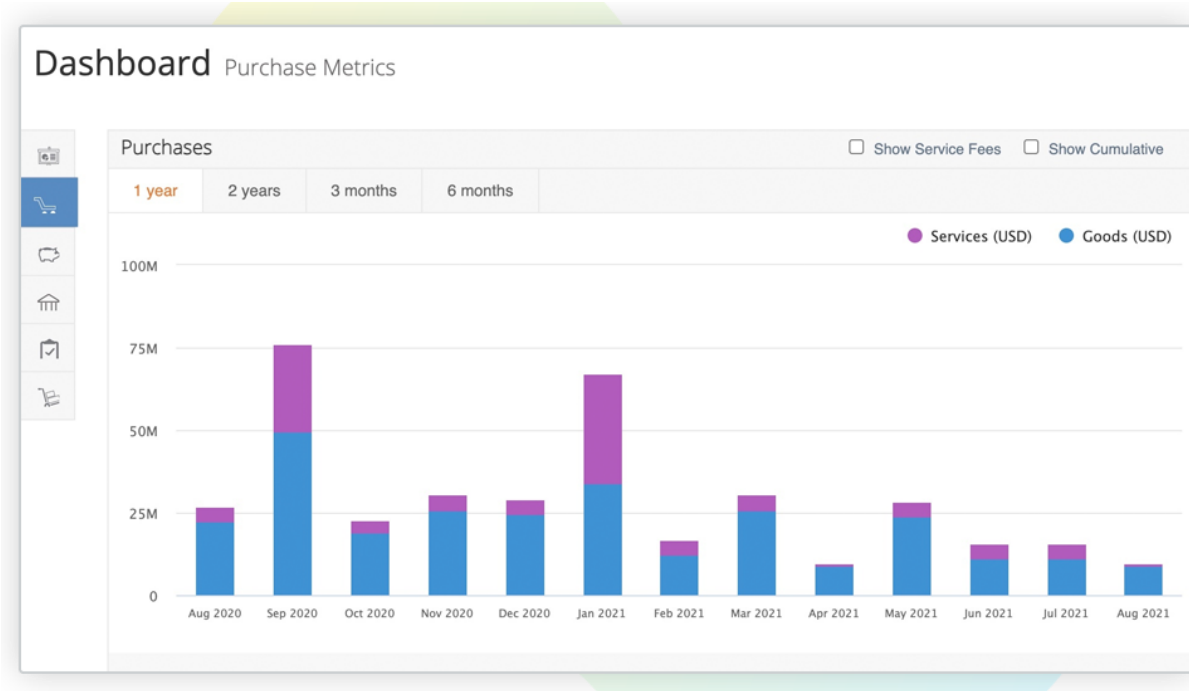 Dashboard Purchase Metrics
Purchases
Show Service Fees Show Cumulative
1 year 2 years 3 months 6 months
Services (USD) Goods (USD)
100M
75M
50M
25M
0
Aug 2020 Sep 2020 Oct 2020 Nov 2020 Dec 2020 Jan 2021 Feb 2021 Mar 2021 Apr 2021 May 2021 Jun 2021 Jul 2021 Aug 2021